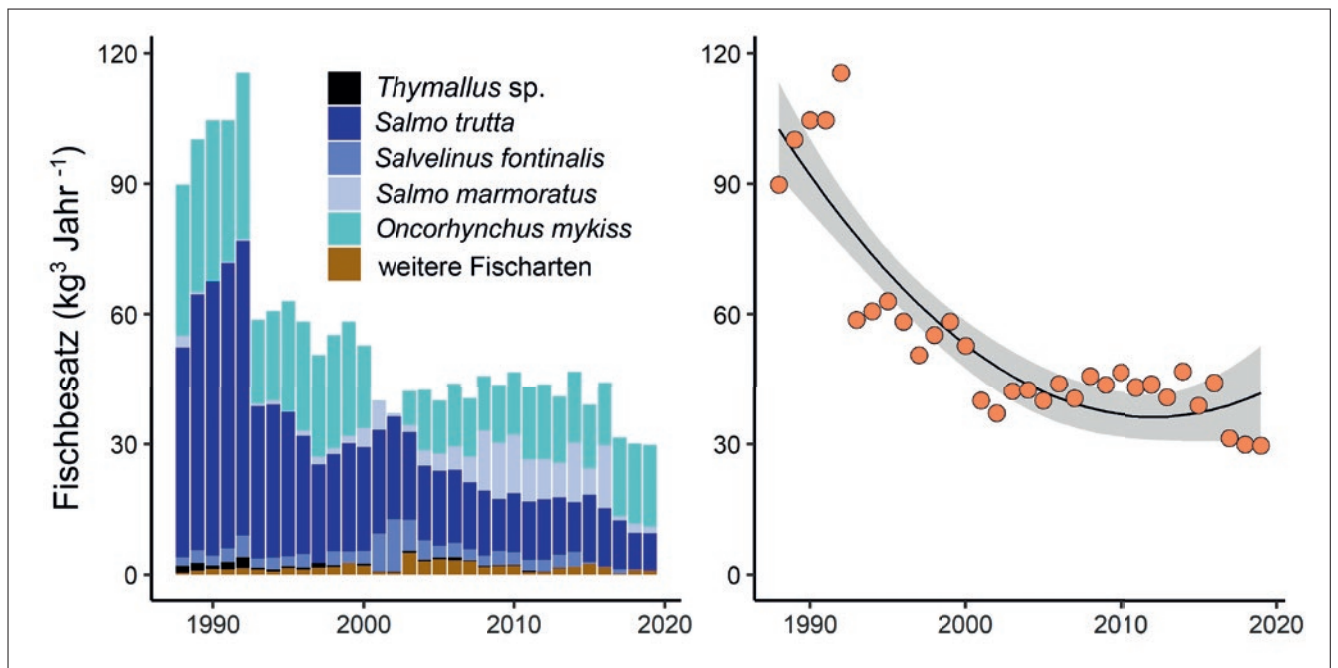 Fischbesatz (kg³ Jahr ⁻¹)
120
90
60
30
0
Thymallus sp.
Salmo trutta
Salvelinus fontinalis
Salmo marmoratus
Oncorhynchus mykiss
weitere Fischarten
1990
2000
2010
2020
120
90
60
30
0
1990
2000
2010
2020